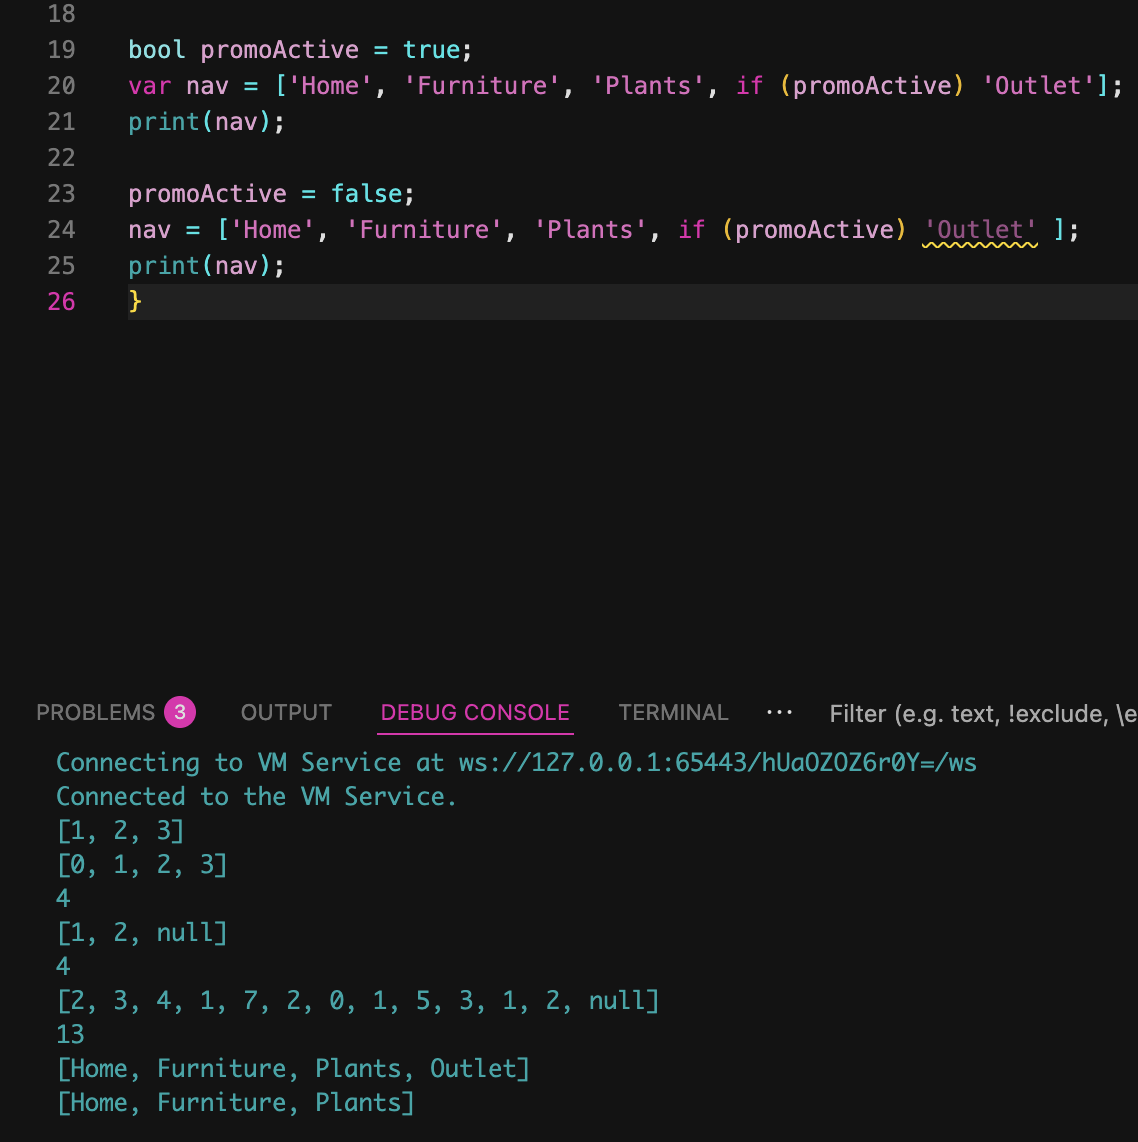 18
19 bool promoActive = true;
20 var nav = ['Home', 'Furniture', 'Plants', if (promoActive) 'Outlet'];
21 print(nav);
22
23 promoActive = false;
24 nav = ['Home', 'Furniture', 'Plants', if (promoActive) 'Outlet' ];
25 print(nav);
26 }
PROBLEMS 3 OUTPUT DEBUG CONSOLE TERMINAL ··· Filter (e.g. text, !exclude, \e
Connecting to VM Service at ws://127.0.0.1:65443/hUaOZOZ6r0Y=/ws
Connected to the VM Service.
[1, 2, 3]
[0, 1, 2, 3]
4
[1, 2, null]
4
[2, 3, 4, 1, 7, 2, 0, 1, 5, 3, 1, 2, null]
13
[Home, Furniture, Plants, Outlet]
[Home, Furniture, Plants]